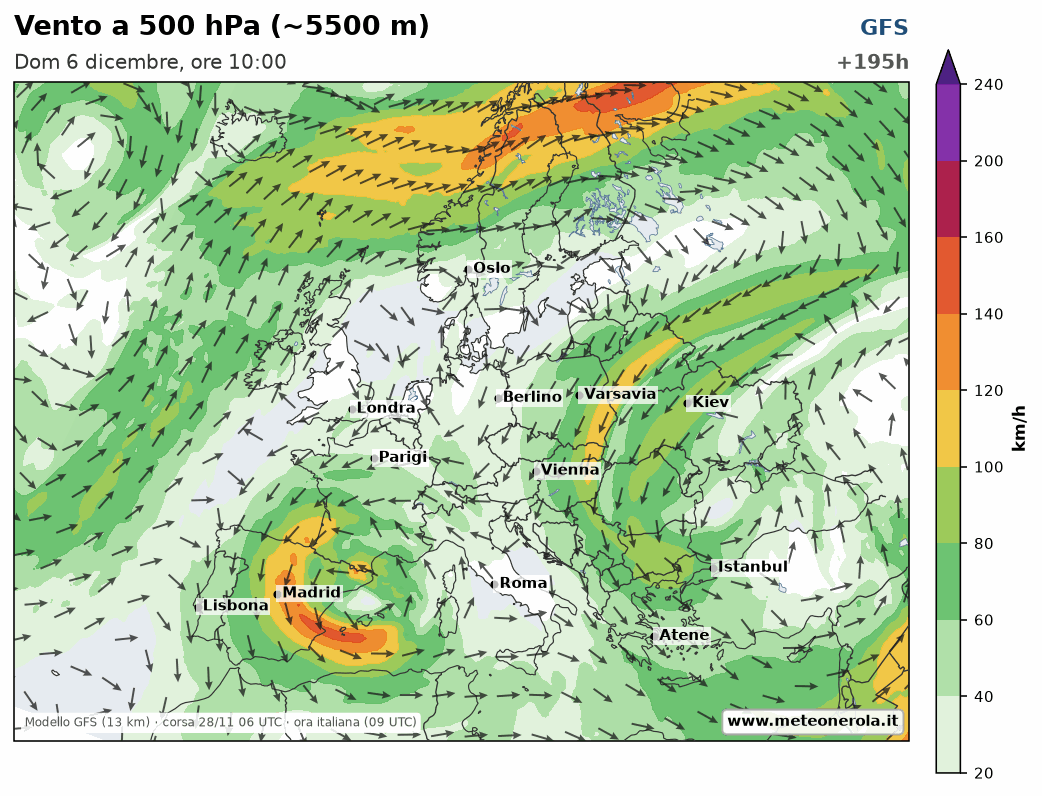 Vento a 500 hPa (~5500 m)
GFS
Dom 6 dicembre, ore 10:00
+195h
240
200
160
140
120
100
80
60
40
20
km/h
Oslo
Berlino
Varsavia
Kiev
Londra
Parigi
Vienna
Istanbul
Roma
Madrid
Lisbona
Atene
Modello GFS (13 km) · corsa 28/11 06 UTC · ora italiana (09 UTC)
www.meteonerola.it